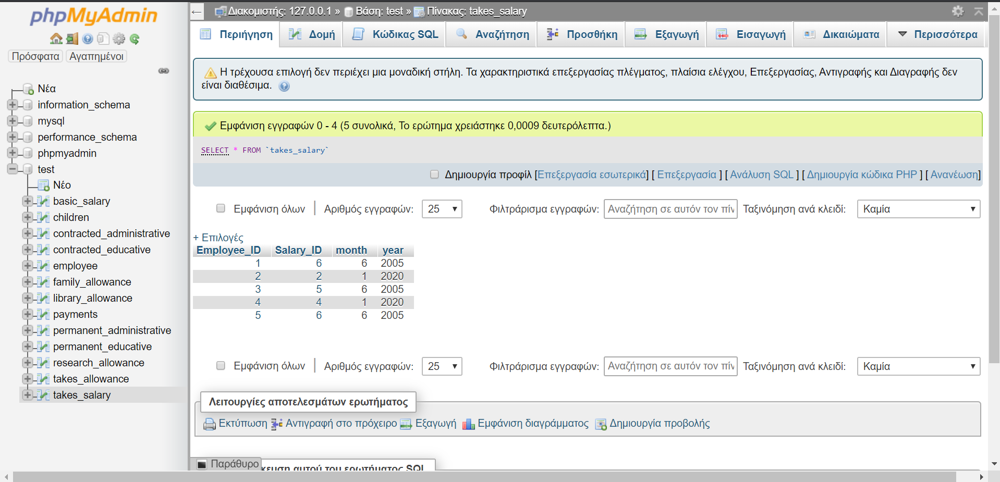 phpMyAdmin
Πρόσφατα Αγαπημένοι
Νέα
information_schema
mysql
performance_schema
phpmyadmin
test
Νέο
basic_salary
children
contracted_administrative
contracted_educative
employee
family_allowance
library_allowance
payments
permanent_administrative
permanent_educative
research_allowance
takes_allowance
takes_salary
Διακομιστής: 127.0.0.1 » Βάση: test » Πίνακας: takes_salary
Περιήγηση Δομή Κώδικας SQL Αναζήτηση Προσθήκη Εξαγωγή Εισαγωγή Δικαιώματα Περισσότερα
Η τρέχουσα επιλογή δεν περιέχει μια μοναδική στήλη. Τα χαρακτηριστικά επεξεργασίας πλέγματος, πλαίσια ελέγχου, Επεξεργασίας, Αντιγραφής και Διαγραφής δεν
είναι διαθέσιμα.
Εμφάνιση εγγραφών 0 - 4 (5 συνολικά, Το ερώτημα χρειάστηκε 0,0009 δευτερόλεπτα.)
SELECT * FROM `takes_salary`
Δημιουργία προφίλ [Επεξεργασία εσωτερικά] [ Επεξεργασία ] [ Ανάλυση SQL ] [ Δημιουργία κώδικα PHP ] [ Ανανέωση]
Εμφάνιση όλων | Αριθμός εγγραφών: 25 Φιλτράρισμα εγγραφών: Αναζήτηση σε αυτόν τον πίν Ταξινόμηση ανά κλειδί: Καμία
+ Επιλογές
Employee_ID Salary_ID month year
1 6 6 2005
2 2 1 2020
3 5 6 2005
4 4 1 2020
5 6 6 2005
Εμφάνιση όλων | Αριθμός εγγραφών: 25 Φιλτράρισμα εγγραφών: Αναζήτηση σε αυτόν τον πίν Ταξινόμηση ανά κλειδί: Καμία
Λειτουργίες αποτελεσμάτων ερωτήματος
Εκτύπωση Αντιγραφή στο πρόχειρο Εξαγωγή Εμφάνιση διαγράμματος Δημιουργία προβολής
Παράθυρο
αυτού του ερωτήματος SQL